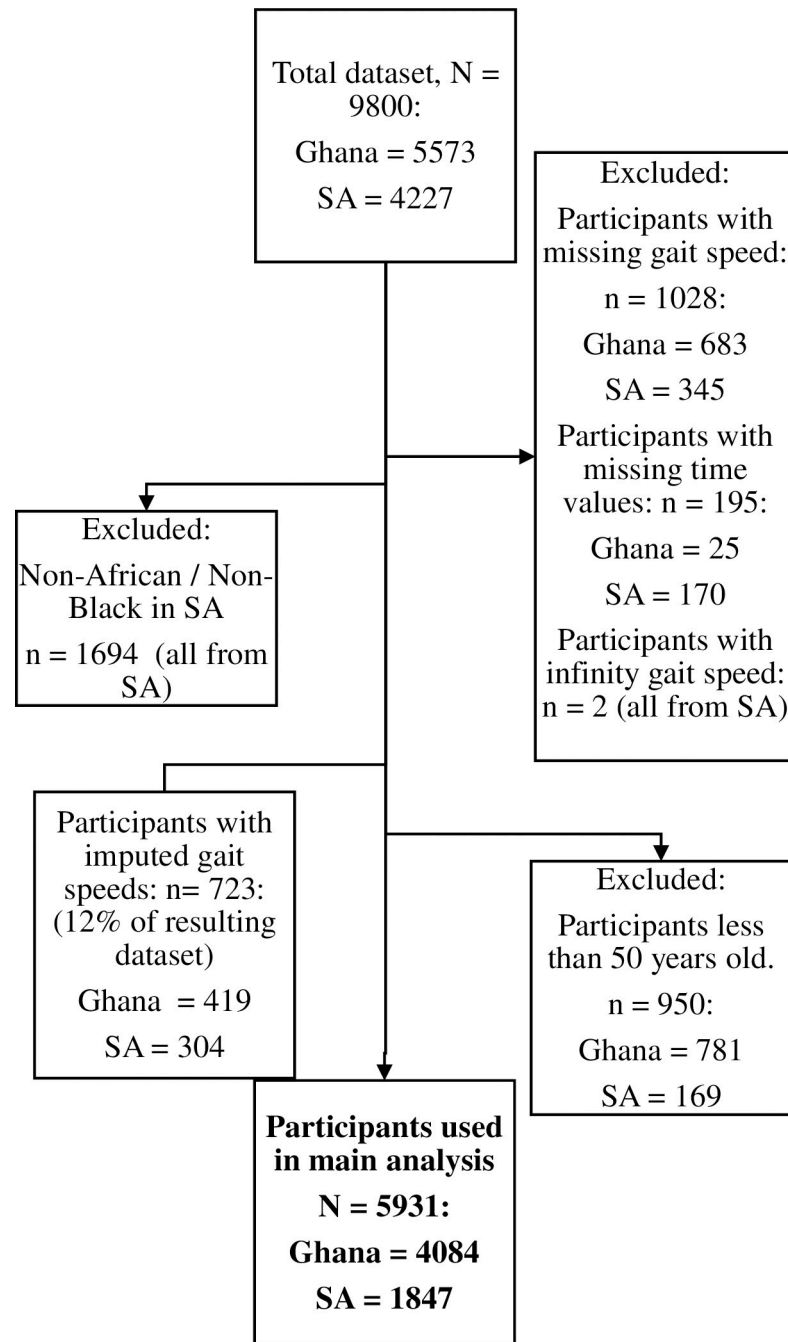 Total dataset, N =
9800:
Ghana = 5573
SA = 4227
Excluded:
Participants with
missing gait speed:
n = 1028:
Ghana = 683
SA = 345
Participants with
missing time
values: n = 195:
Ghana = 25
SA = 170
Participants with
infinity gait speed:
n = 2 (all from SA)
Excluded:
Non-African / Non-
Black in SA
n = 1694 (all from
SA)
Participants with
imputed gait
speeds: n= 723:
(12% of resulting
dataset)
Ghana = 419
SA = 304
Excluded:
Participants less
than 50 years old.
n = 950:
Ghana = 781
SA = 169
Participants used
in main analysis
N = 5931:
Ghana = 4084
SA = 1847